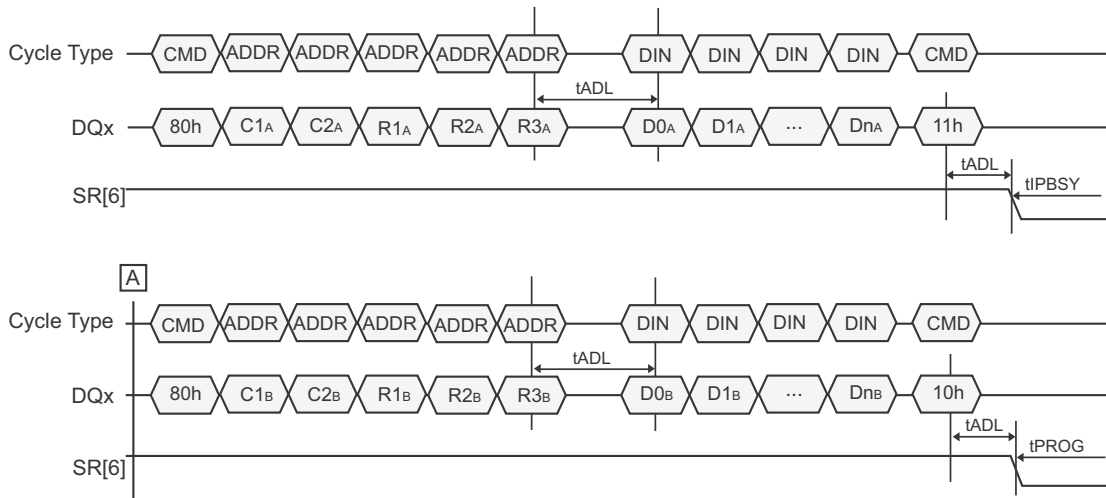 Cycle Type CMD ADDR ADDR ADDR ADDR ADDR DIN DIN DIN DIN CMD
tADL
DQx 80h C1A C2A R1A R2A R3A D0A D1A ... DnA 11h
tADL
SR[6] tIPBSY
A
Cycle Type CMD ADDR ADDR ADDR ADDR ADDR DIN DIN DIN DIN CMD
tADL
DQx 80h C1B C2B R1B R2B R3B D0B D1B ... DnB 10h
tADL
SR[6] tPROG